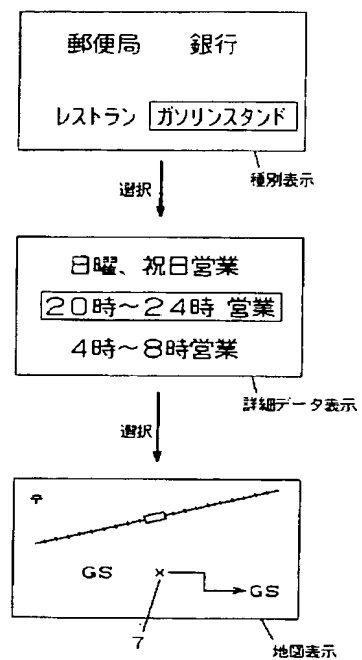 郵便局 銀行
レストラン ガソリンスタンド
種別表示
選択
日曜、祝日営業
20時〜24時 営業
4時〜8時営業
詳細データ表示
選択
〒
GS × GS
7
地図表示